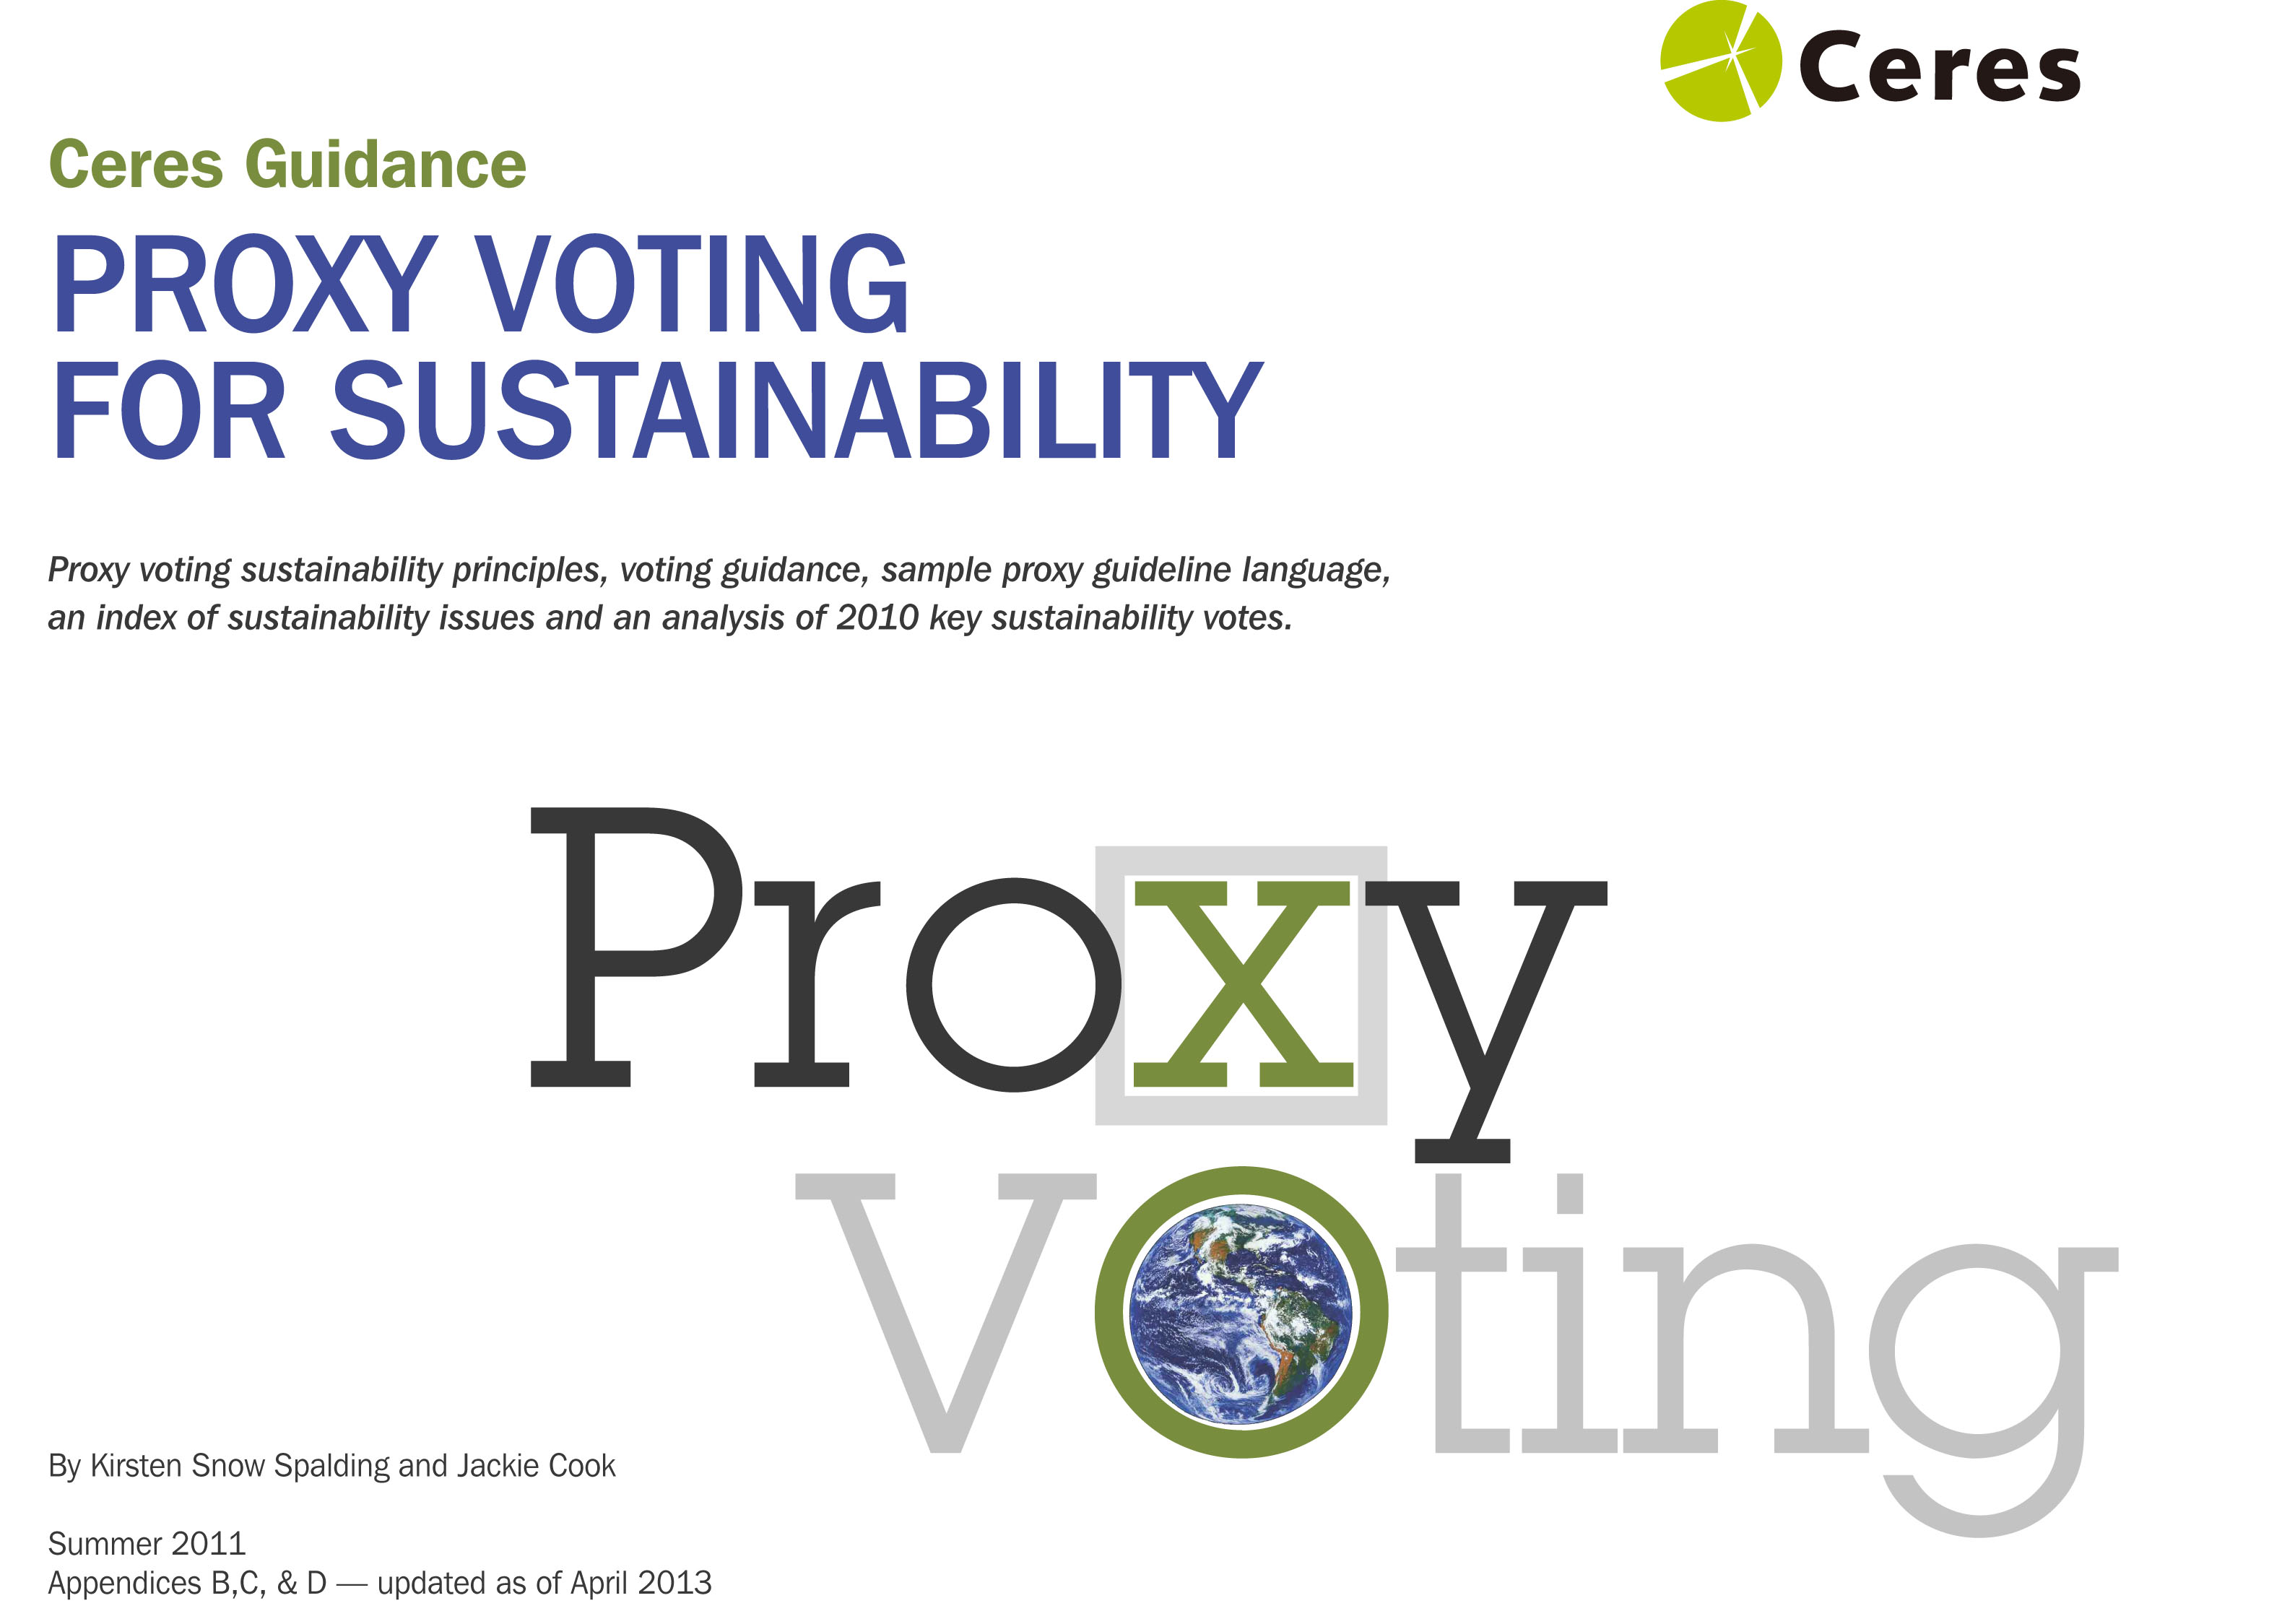 Ceres
Ceres Guidance
PROXY VOTING
FOR SUSTAINABILITY
Proxy voting sustainability principles, voting guidance, sample proxy guideline language,
an index of sustainability issues and an analysis of 2010 key sustainability votes.
Proxy
Voting
By Kirsten Snow Spalding and Jackie Cook
Summer 2011
Appendices B,C, & D — updated as of April 2013